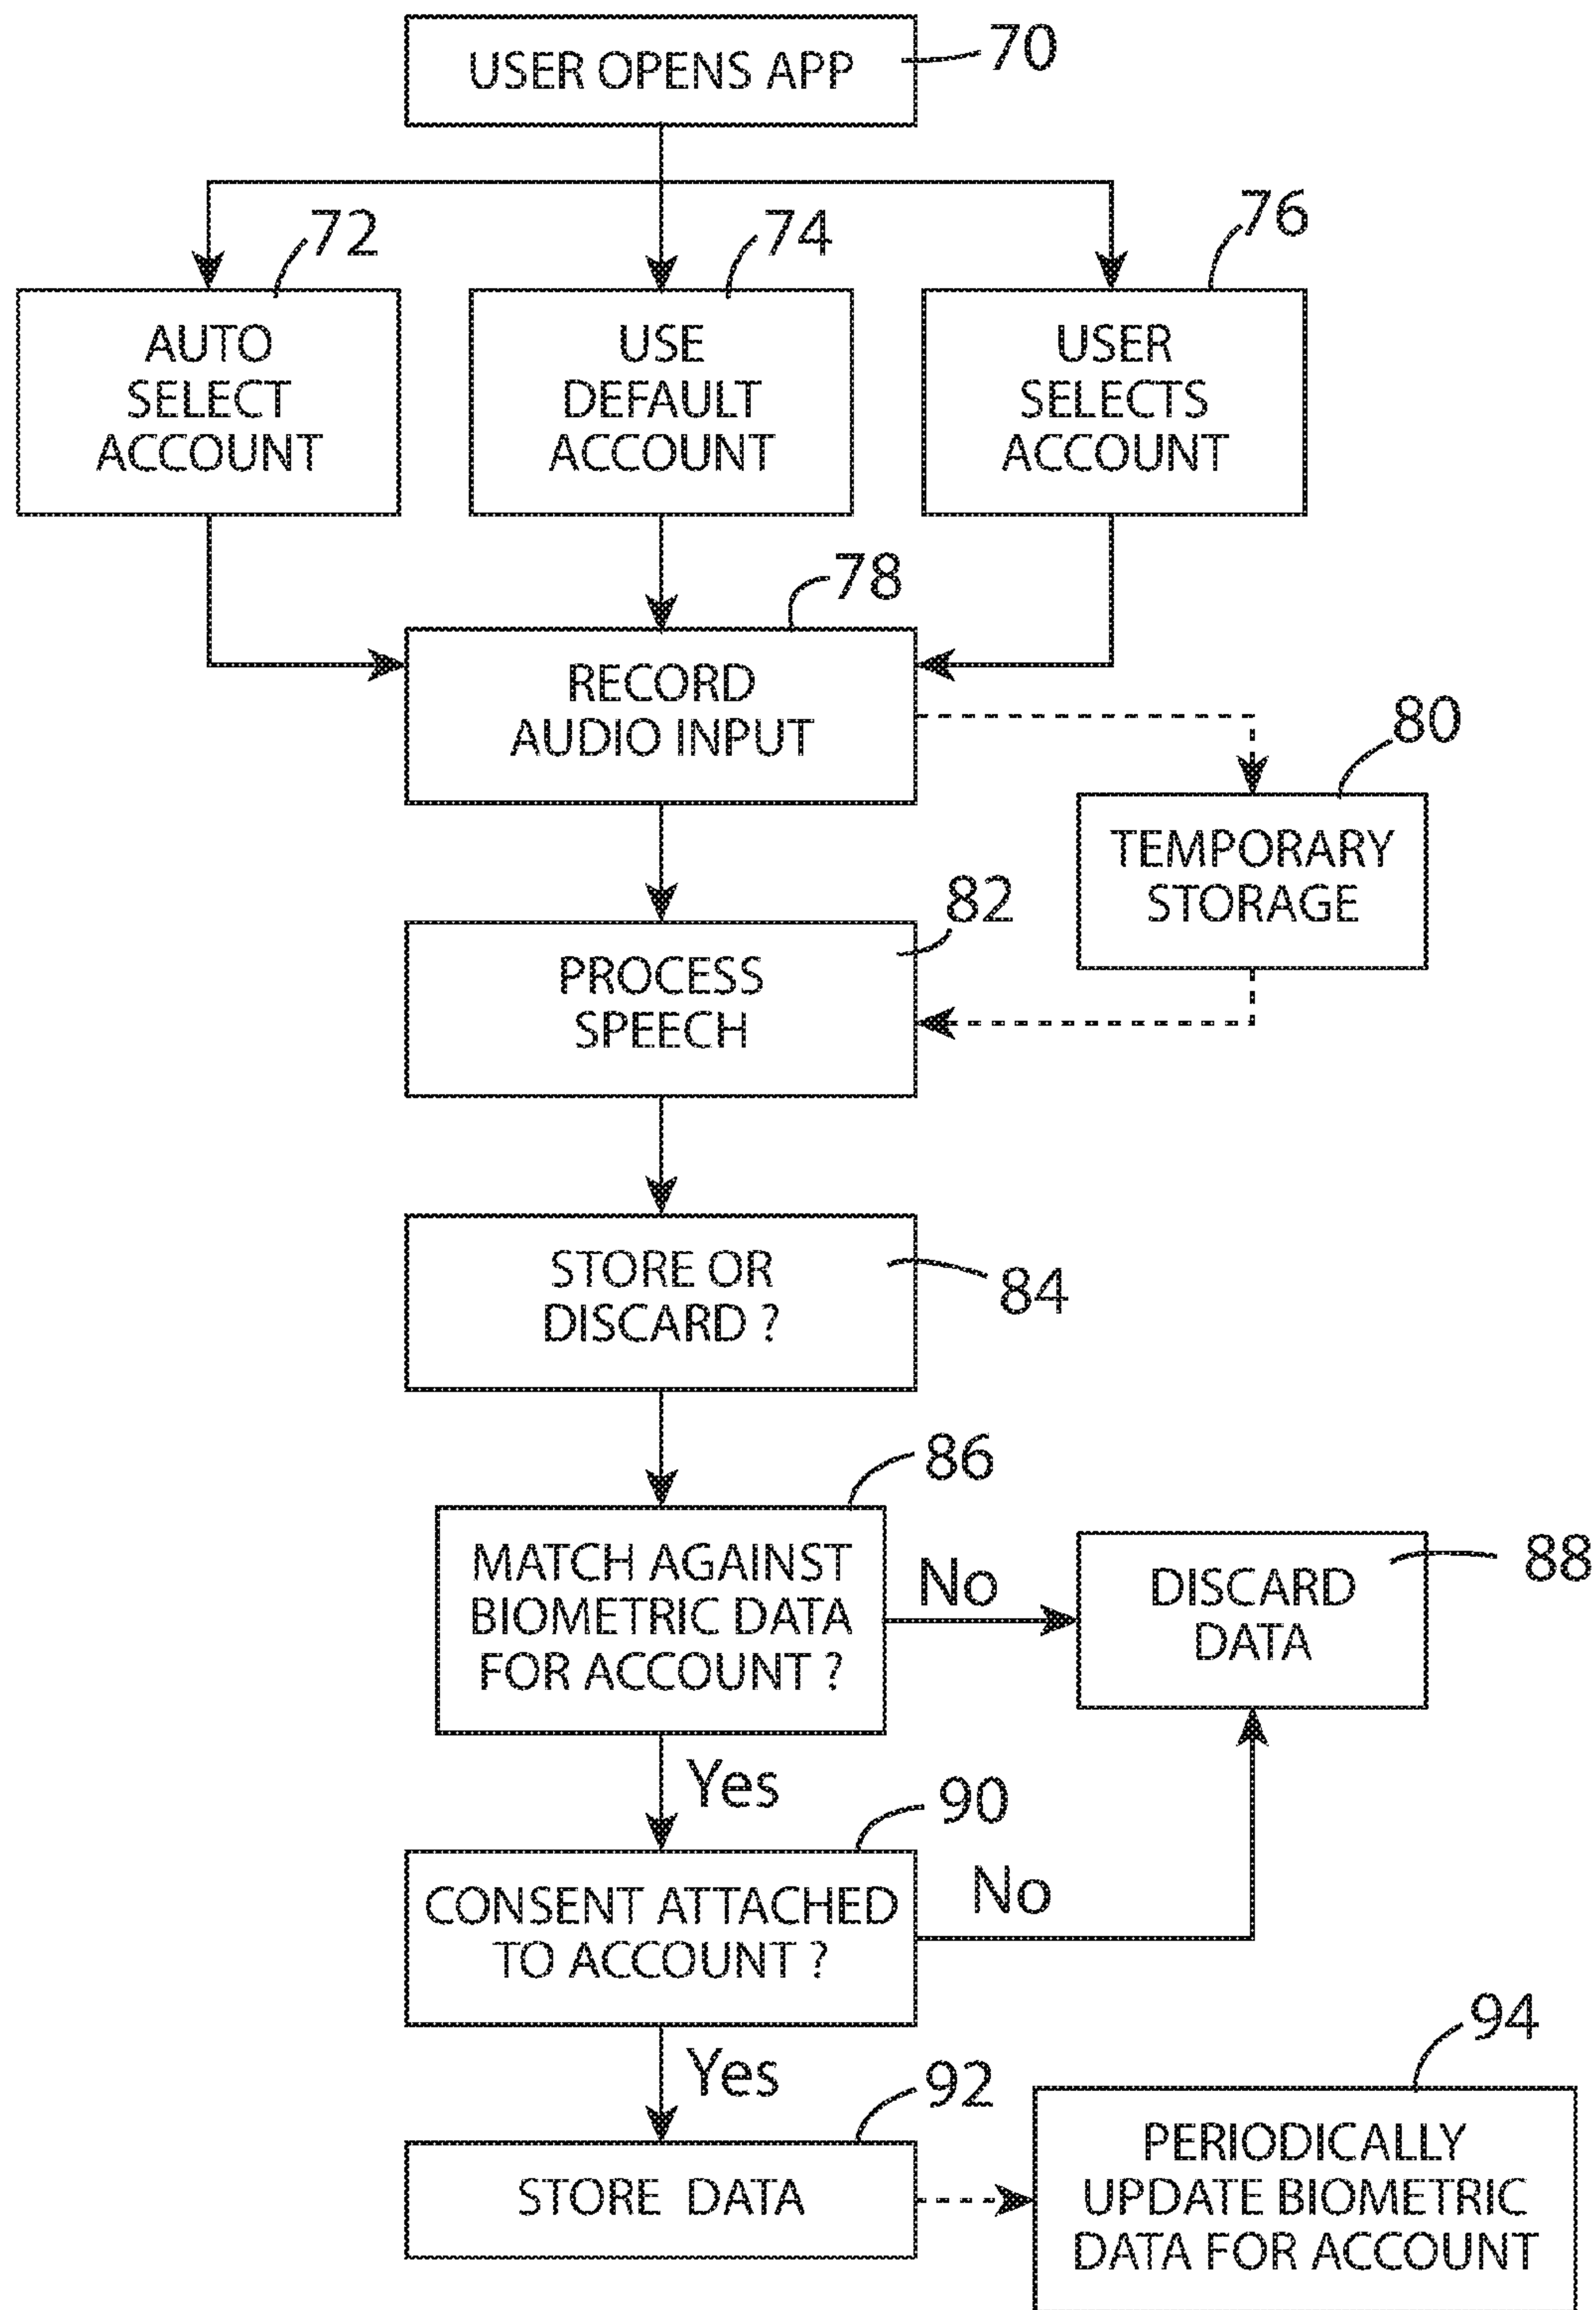 USER OPENS APP
70
72
74
76
AUTO
SELECT
ACCOUNT
USE
DEFAULT
ACCOUNT
USER
SELECTS
ACCOUNT
78
RECORD
AUDIO INPUT
80
TEMPORARY
STORAGE
82
PROCESS
SPEECH
STORE OR
DISCARD ?
84
86
MATCH AGAINST
BIOMETRIC DATA
FOR ACCOUNT ?
No
88
DISCARD
DATA
Yes
90
CONSENT ATTACHED
TO ACCOUNT ?
No
Yes
92
STORE DATA
94
PERIODICALLY
UPDATE BIOMETRIC
DATA FOR ACCOUNT